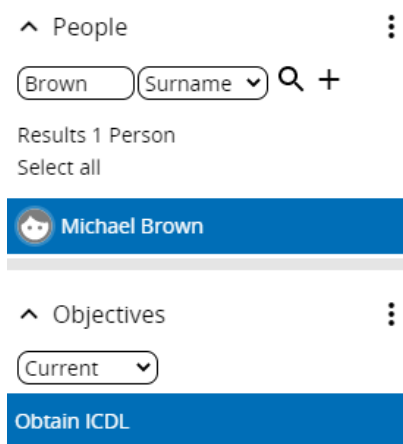 People
Brown Surname
Results 1 Person
Select all
Michael Brown
Objectives
Current
Obtain ICDL